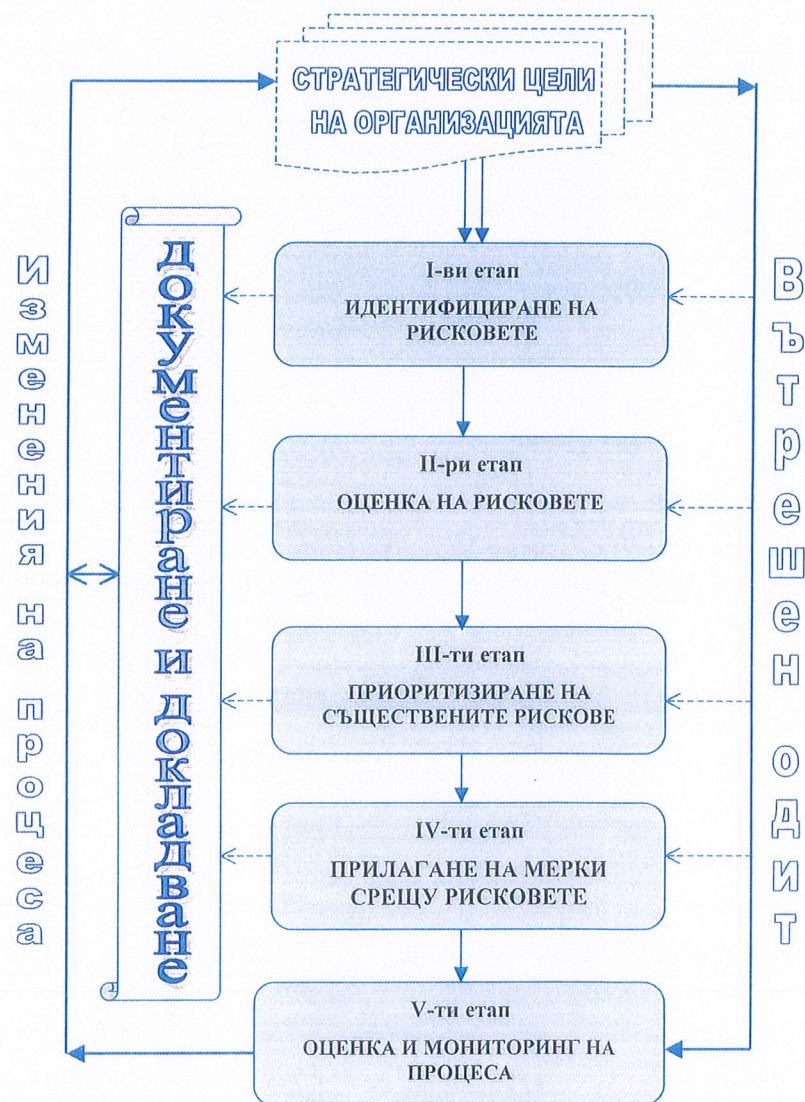 СТРАТЕГИЧЕСКИ ЦЕЛИ
НА ОРГАНИЗАЦИЯТА
Изменения на процеса
документиране и докладване
I-ви етап
ИДЕНТИФИЦИРАНЕ НА
РИСКОВЕТЕ
II-ри етап
ОЦЕНКА НА РИСКОВЕТЕ
III-ти етап
ПРИОРИТИЗИРАНЕ НА
СЪЩЕСТВЕНИТЕ РИСКОВЕ
IV-ти етап
ПРИЛАГАНЕ НА МЕРКИ
СРЕЩУ РИСКОВЕТЕ
V-ти етап
ОЦЕНКА И МОНИТОРИНГ НА
ПРОЦЕСА
Вътрешен одит